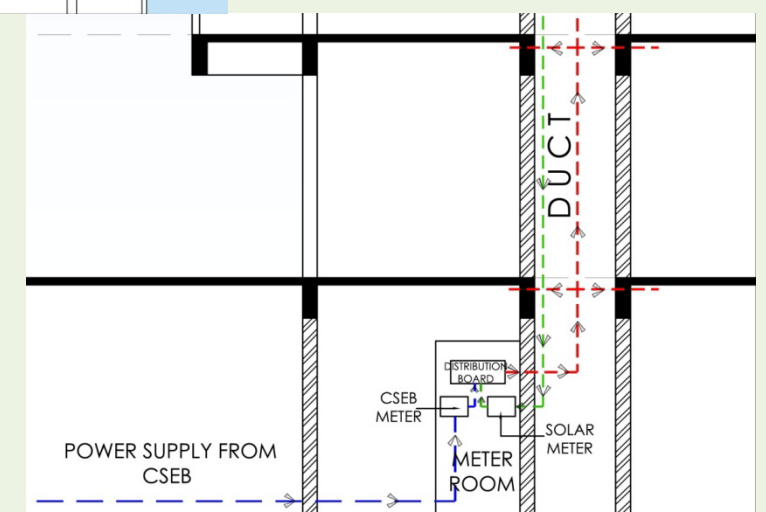 DUCT
DISTRIBUTION
BOARD
CSEB
METER
SOLAR
METER
POWER SUPPLY FROM
CSEB
METER
ROOM